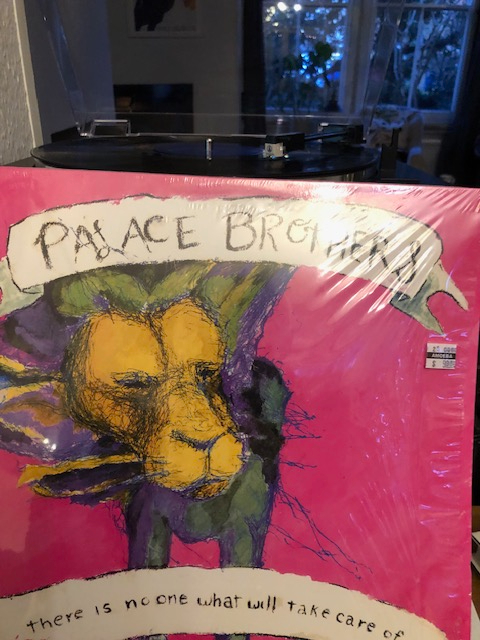 PALACE BROTHERS
AMOEBA
there is no one what will take care of